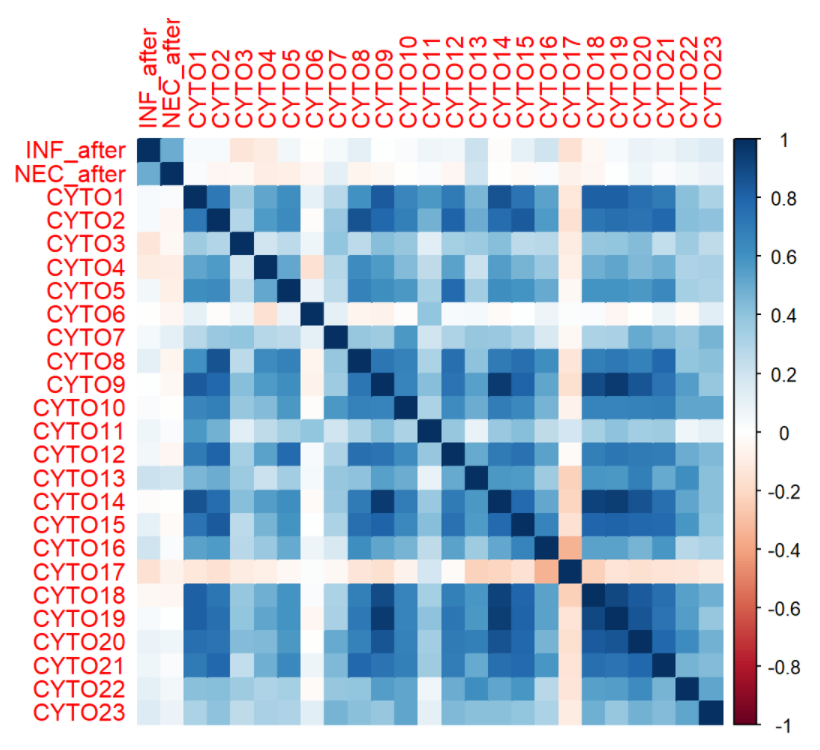 INF_after
NEC_after
CYTO1
CYTO2
CYTO3
CYTO4
CYTO5
CYTO6
CYTO7
CYTO8
CYTO9
CYTO10
CYTO11
CYTO12
CYTO13
CYTO14
CYTO15
CYTO16
CYTO17
CYTO18
CYTO19
CYTO20
CYTO21
CYTO22
CYTO23
INF_after
NEC_after
CYTO1
CYTO2
CYTO3
CYTO4
CYTO5
CYTO6
CYTO7
CYTO8
CYTO9
CYTO10
CYTO11
CYTO12
CYTO13
CYTO14
CYTO15
CYTO16
CYTO17
CYTO18
CYTO19
CYTO20
CYTO21
CYTO22
CYTO23
1
0.8
0.6
0.4
0.2
0
-0.2
-0.4
-0.6
-0.8
-1